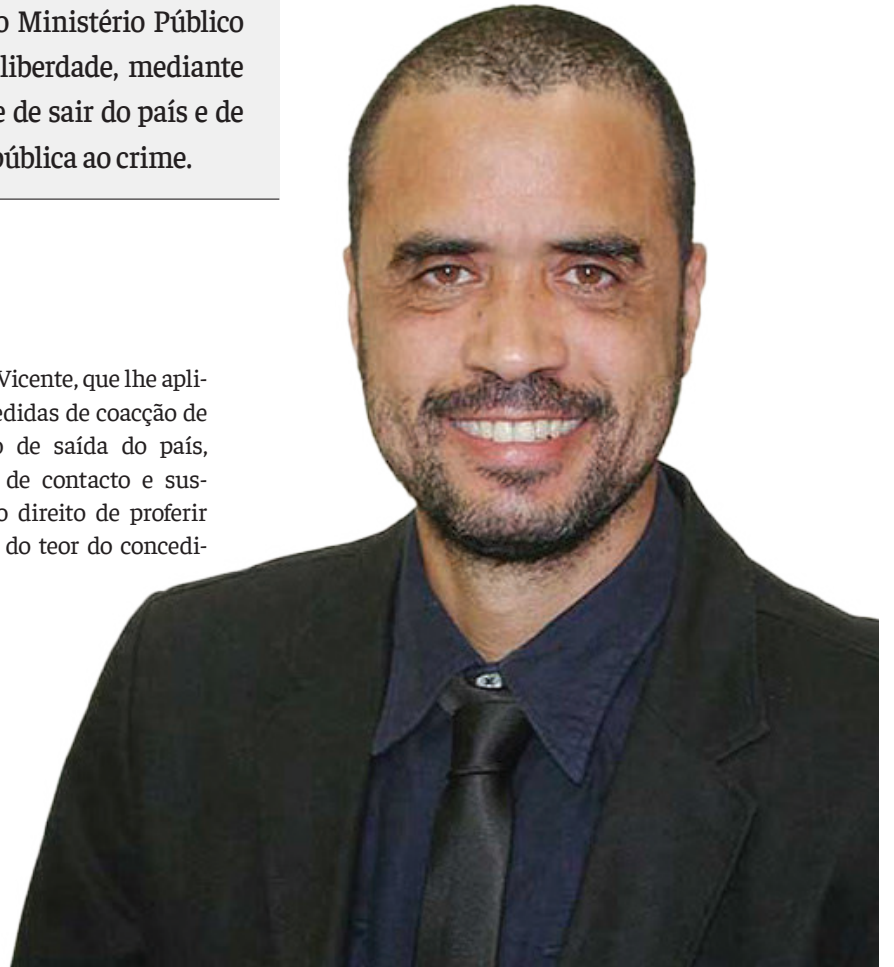 o Ministério Público
liberdade, mediante
e de sair do país e de
pública ao crime.
Vicente, que lhe apli-
edidas de coacção de
o de saída do país,
de contacto e sus-
o direito de proferir
do teor do concedi-